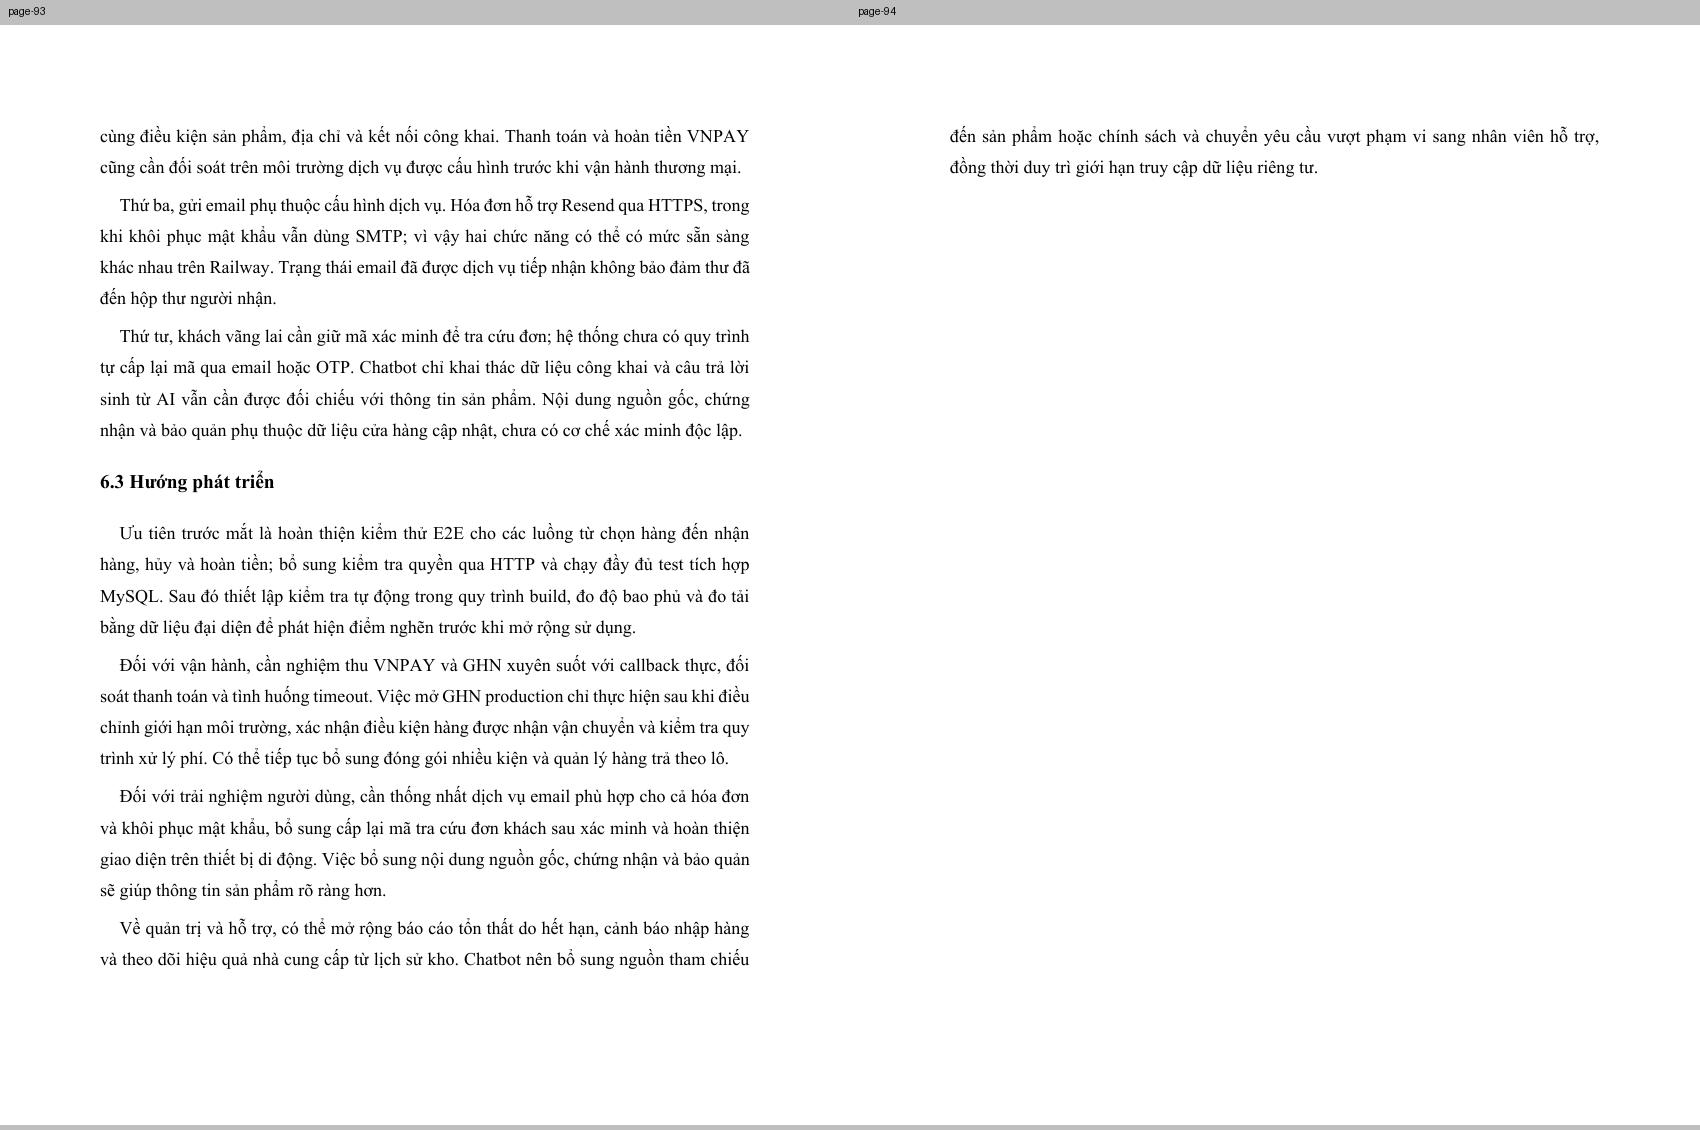 page-93
cùng điều kiện sản phẩm, địa chỉ và kết nối công khai. Thanh toán và hoàn tiền VNPAY
cũng cần đối soát trên môi trường dịch vụ được cấu hình trước khi vận hành thương mại.
Thứ ba, gửi email phụ thuộc cấu hình dịch vụ. Hóa đơn hỗ trợ Resend qua HTTPS, trong
khi khôi phục mật khẩu vẫn dùng SMTP; vì vậy hai chức năng có thể có mức sẵn sàng
khác nhau trên Railway. Trạng thái email đã được dịch vụ tiếp nhận không bảo đảm thư đã
đến hộp thư người nhận.
Thứ tư, khách vãng lai cần giữ mã xác minh để tra cứu đơn; hệ thống chưa có quy trình
tự cấp lại mã qua email hoặc OTP. Chatbot chỉ khai thác dữ liệu công khai và câu trả lời
sinh từ AI vẫn cần được đối chiếu với thông tin sản phẩm. Nội dung nguồn gốc, chứng
nhận và bảo quản phụ thuộc dữ liệu cửa hàng cập nhật, chưa có cơ chế xác minh độc lập.
6.3 Hướng phát triển
Ưu tiên trước mắt là hoàn thiện kiểm thử E2E cho các luồng từ chọn hàng đến nhận
hàng, hủy và hoàn tiền; bổ sung kiểm tra quyền qua HTTP và chạy đầy đủ test tích hợp
MySQL. Sau đó thiết lập kiểm tra tự động trong quy trình build, đo độ bao phủ và đo tải
bằng dữ liệu đại diện để phát hiện điểm nghẽn trước khi mở rộng sử dụng.
Đối với vận hành, cần nghiệm thu VNPAY và GHN xuyên suốt với callback thực, đối
soát thanh toán và tình huống timeout. Việc mở GHN production chỉ thực hiện sau khi điều
chỉnh giới hạn môi trường, xác nhận điều kiện hàng được nhận vận chuyển và kiểm tra quy
trình xử lý phí. Có thể tiếp tục bổ sung đóng gói nhiều kiện và quản lý hàng trả theo lô.
Đối với trải nghiệm người dùng, cần thống nhất dịch vụ email phù hợp cho cả hóa đơn
và khôi phục mật khẩu, bổ sung cấp lại mã tra cứu đơn khách sau xác minh và hoàn thiện
giao diện trên thiết bị di động. Việc bổ sung nội dung nguồn gốc, chứng nhận và bảo quản
sẽ giúp thông tin sản phẩm rõ ràng hơn.
Về quản trị và hỗ trợ, có thể mở rộng báo cáo tổn thất do hết hạn, cảnh báo nhập hàng
và theo dõi hiệu quả nhà cung cấp từ lịch sử kho. Chatbot nên bổ sung nguồn tham chiếu
page-94
đến sản phẩm hoặc chính sách và chuyển yêu cầu vượt phạm vi sang nhân viên hỗ trợ,
đồng thời duy trì giới hạn truy cập dữ liệu riêng tư.